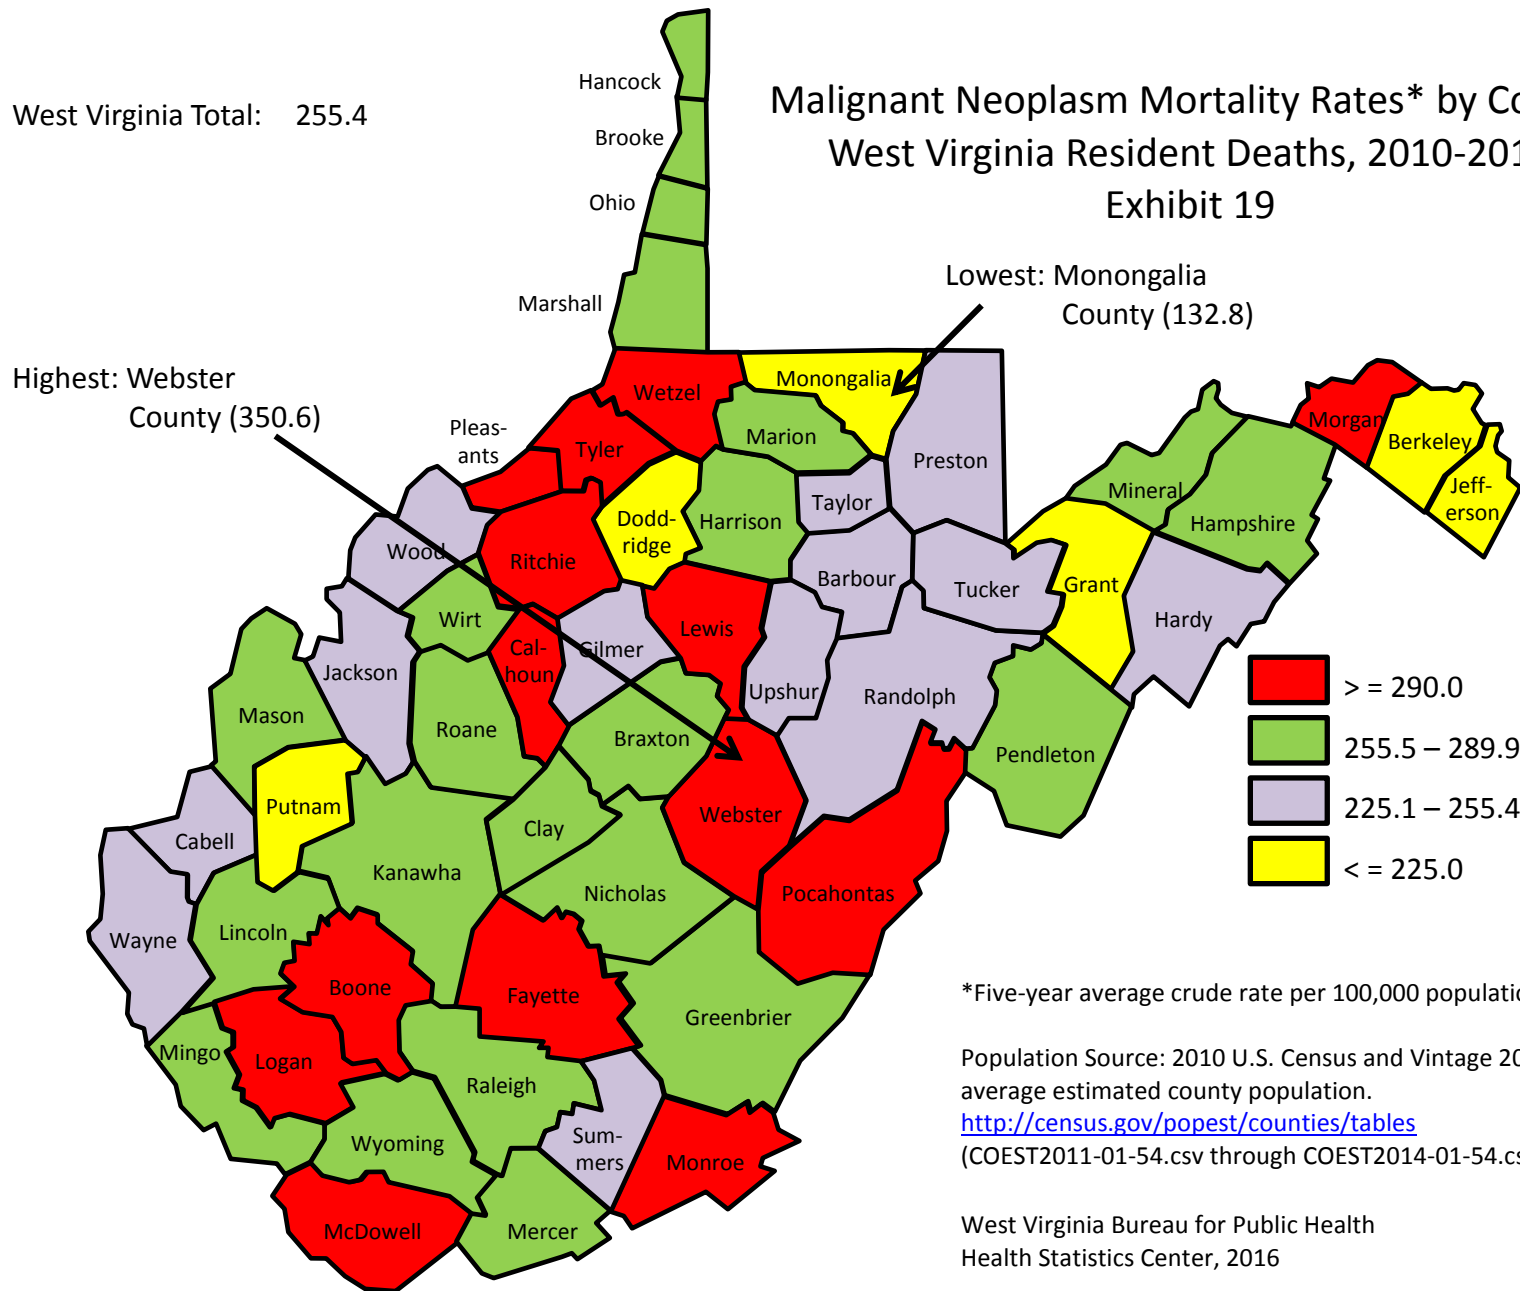 West Virginia Total: 255.4
Malignant Neoplasm Mortality Rates* by Co
West Virginia Resident Deaths, 2010-201
Exhibit 19
Lowest: Monongalia
County (132.8)
Highest: Webster
County (350.6)
Hancock
Brooke
Ohio
Marshall
Wetzel
Monongalia
Marion
Preston
Pleas-
ants
Tyler
Dodd-
ridge
Harrison
Taylor
Morgan
Berkeley
Jeff-
erson
Mineral
Hampshire
Wood
Ritchie
Barbour
Tucker
Grant
Hardy
Wirt
Cal-
houn
Gilmer
Lewis
Upshur
Randolph
Jackson
Mason
Roane
Braxton
Pendleton
Putnam
Cabell
Clay
Webster
Kanawha
Nicholas
Pocahontas
Wayne
Lincoln
Boone
Fayette
Greenbrier
Mingo
Logan
Raleigh
Wyoming
Sum-
mers
Monroe
McDowell
Mercer
> = 290.0
255.5 – 289.9
225.1 – 255.4
< = 225.0
*Five-year average crude rate per 100,000 populatio
Population Source: 2010 U.S. Census and Vintage 20
average estimated county population.
http://census.gov/popest/counties/tables
(COEST2011-01-54.csv through COEST2014-01-54.cs
West Virginia Bureau for Public Health
Health Statistics Center, 2016